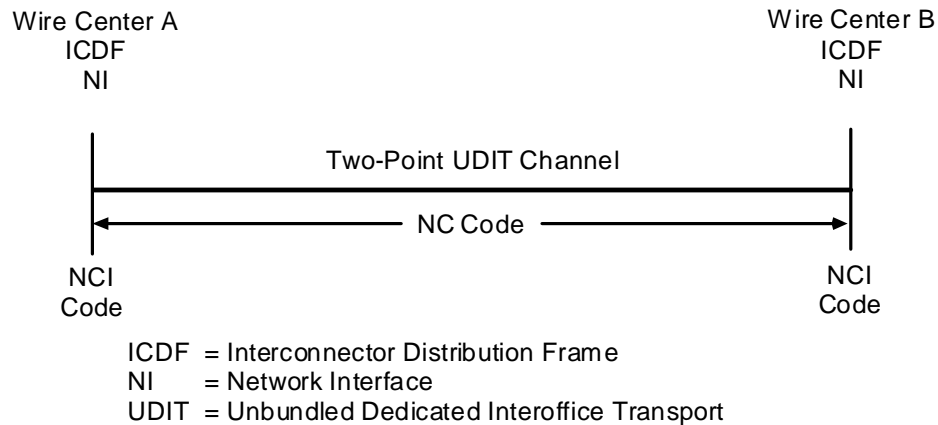 Wire Center A
ICDF
NI
Wire Center B
ICDF
NI
Two-Point UDIT Channel
NC Code
NCI
Code
NCI
Code
ICDF = Interconnector Distribution Frame
NI = Network Interface
UDIT = Unbundled Dedicated Interoffice Transport